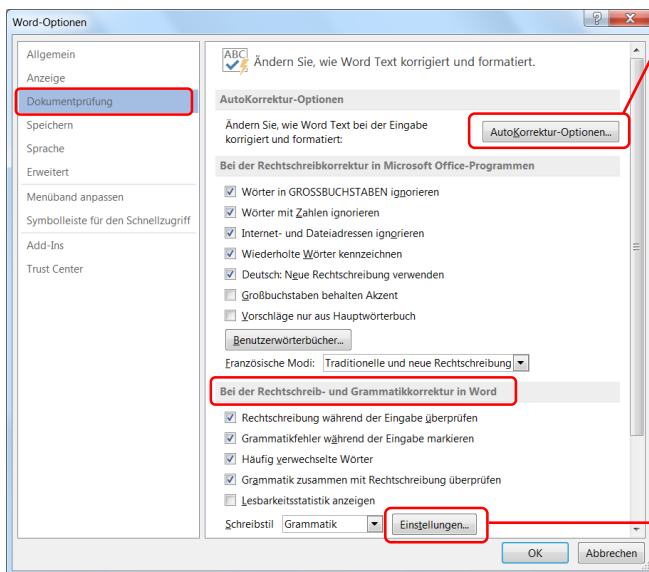 Word-Optionen
Allgemein
Anzeige
Dokumentprüfung
Speichern
Sprache
Erweitert
Menüband anpassen
Symbolleiste für den Schnellzugriff
Add-Ins
Trust Center
ABC
Ändern Sie, wie Word Text korrigiert und formatiert.
AutoKorrektur-Optionen
Ändern Sie, wie Word Text bei der Eingabe
korrigiert und formatiert:
AutoKorrektur-Optionen...
Bei der Rechtschreibkorrektur in Microsoft Office-Programmen
Wörter in GROSSBUCHSTABEN ignorieren
Wörter mit Zahlen ignorieren
Internet- und Dateiadressen ignorieren
Wiederholte Wörter kennzeichnen
Deutsch: Neue Rechtschreibung verwenden
Großbuchstaben behalten Akzent
Vorschläge nur aus Hauptwörterbuch
Benutzerwörterbücher...
Französische Modi: Traditionelle und neue Rechtschreibung
Bei der Rechtschreib- und Grammatikkorrektur in Word
Rechtschreibung während der Eingabe überprüfen
Grammatikfehler während der Eingabe markieren
Häufig verwechselte Wörter
Grammatik zusammen mit Rechtschreibung überprüfen
Lesbarkeitsstatistik anzeigen
Schreibstil Grammatik Einstellungen...
OK Abbrechen